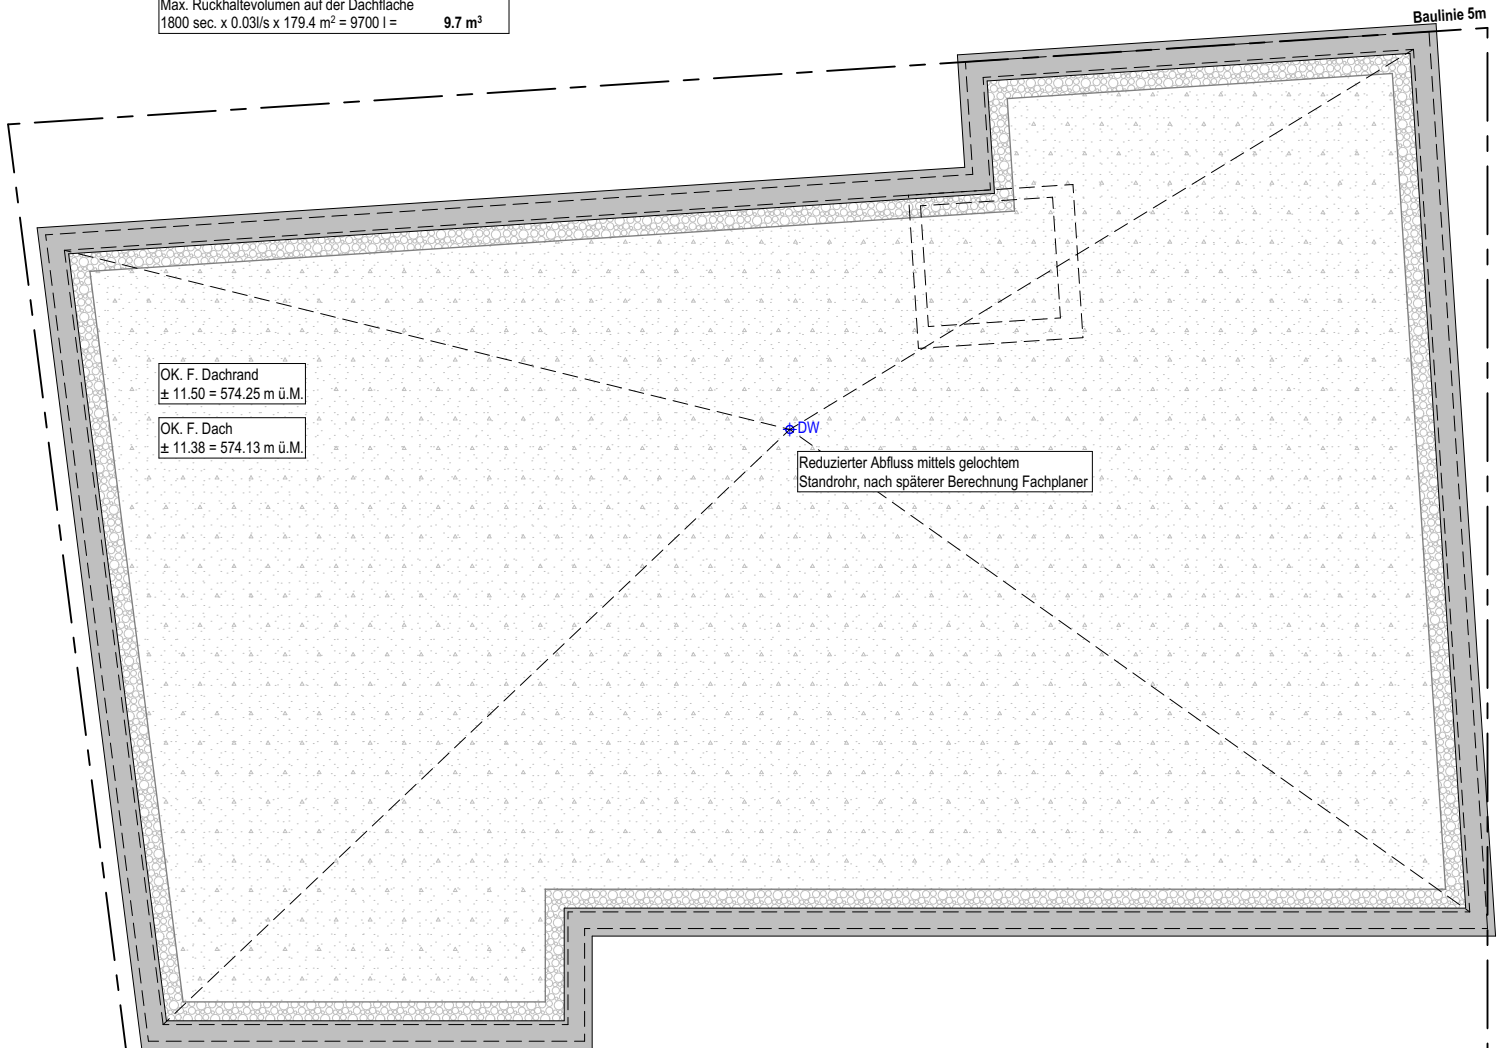 Max. Rückhaltevolumen auf der Dachfläche
1800 sec. x 0.03l/s x 179.4 m² = 9700 l = 9.7 m³
Baulinie 5m
OK. F. Dachrand
± 11.50 = 574.25 m ü.M.
OK. F. Dach
± 11.38 = 574.13 m ü.M.
DW
Reduzierter Abfluss mittels gelochtem
Standrohr, nach späterer Berechnung Fachplaner